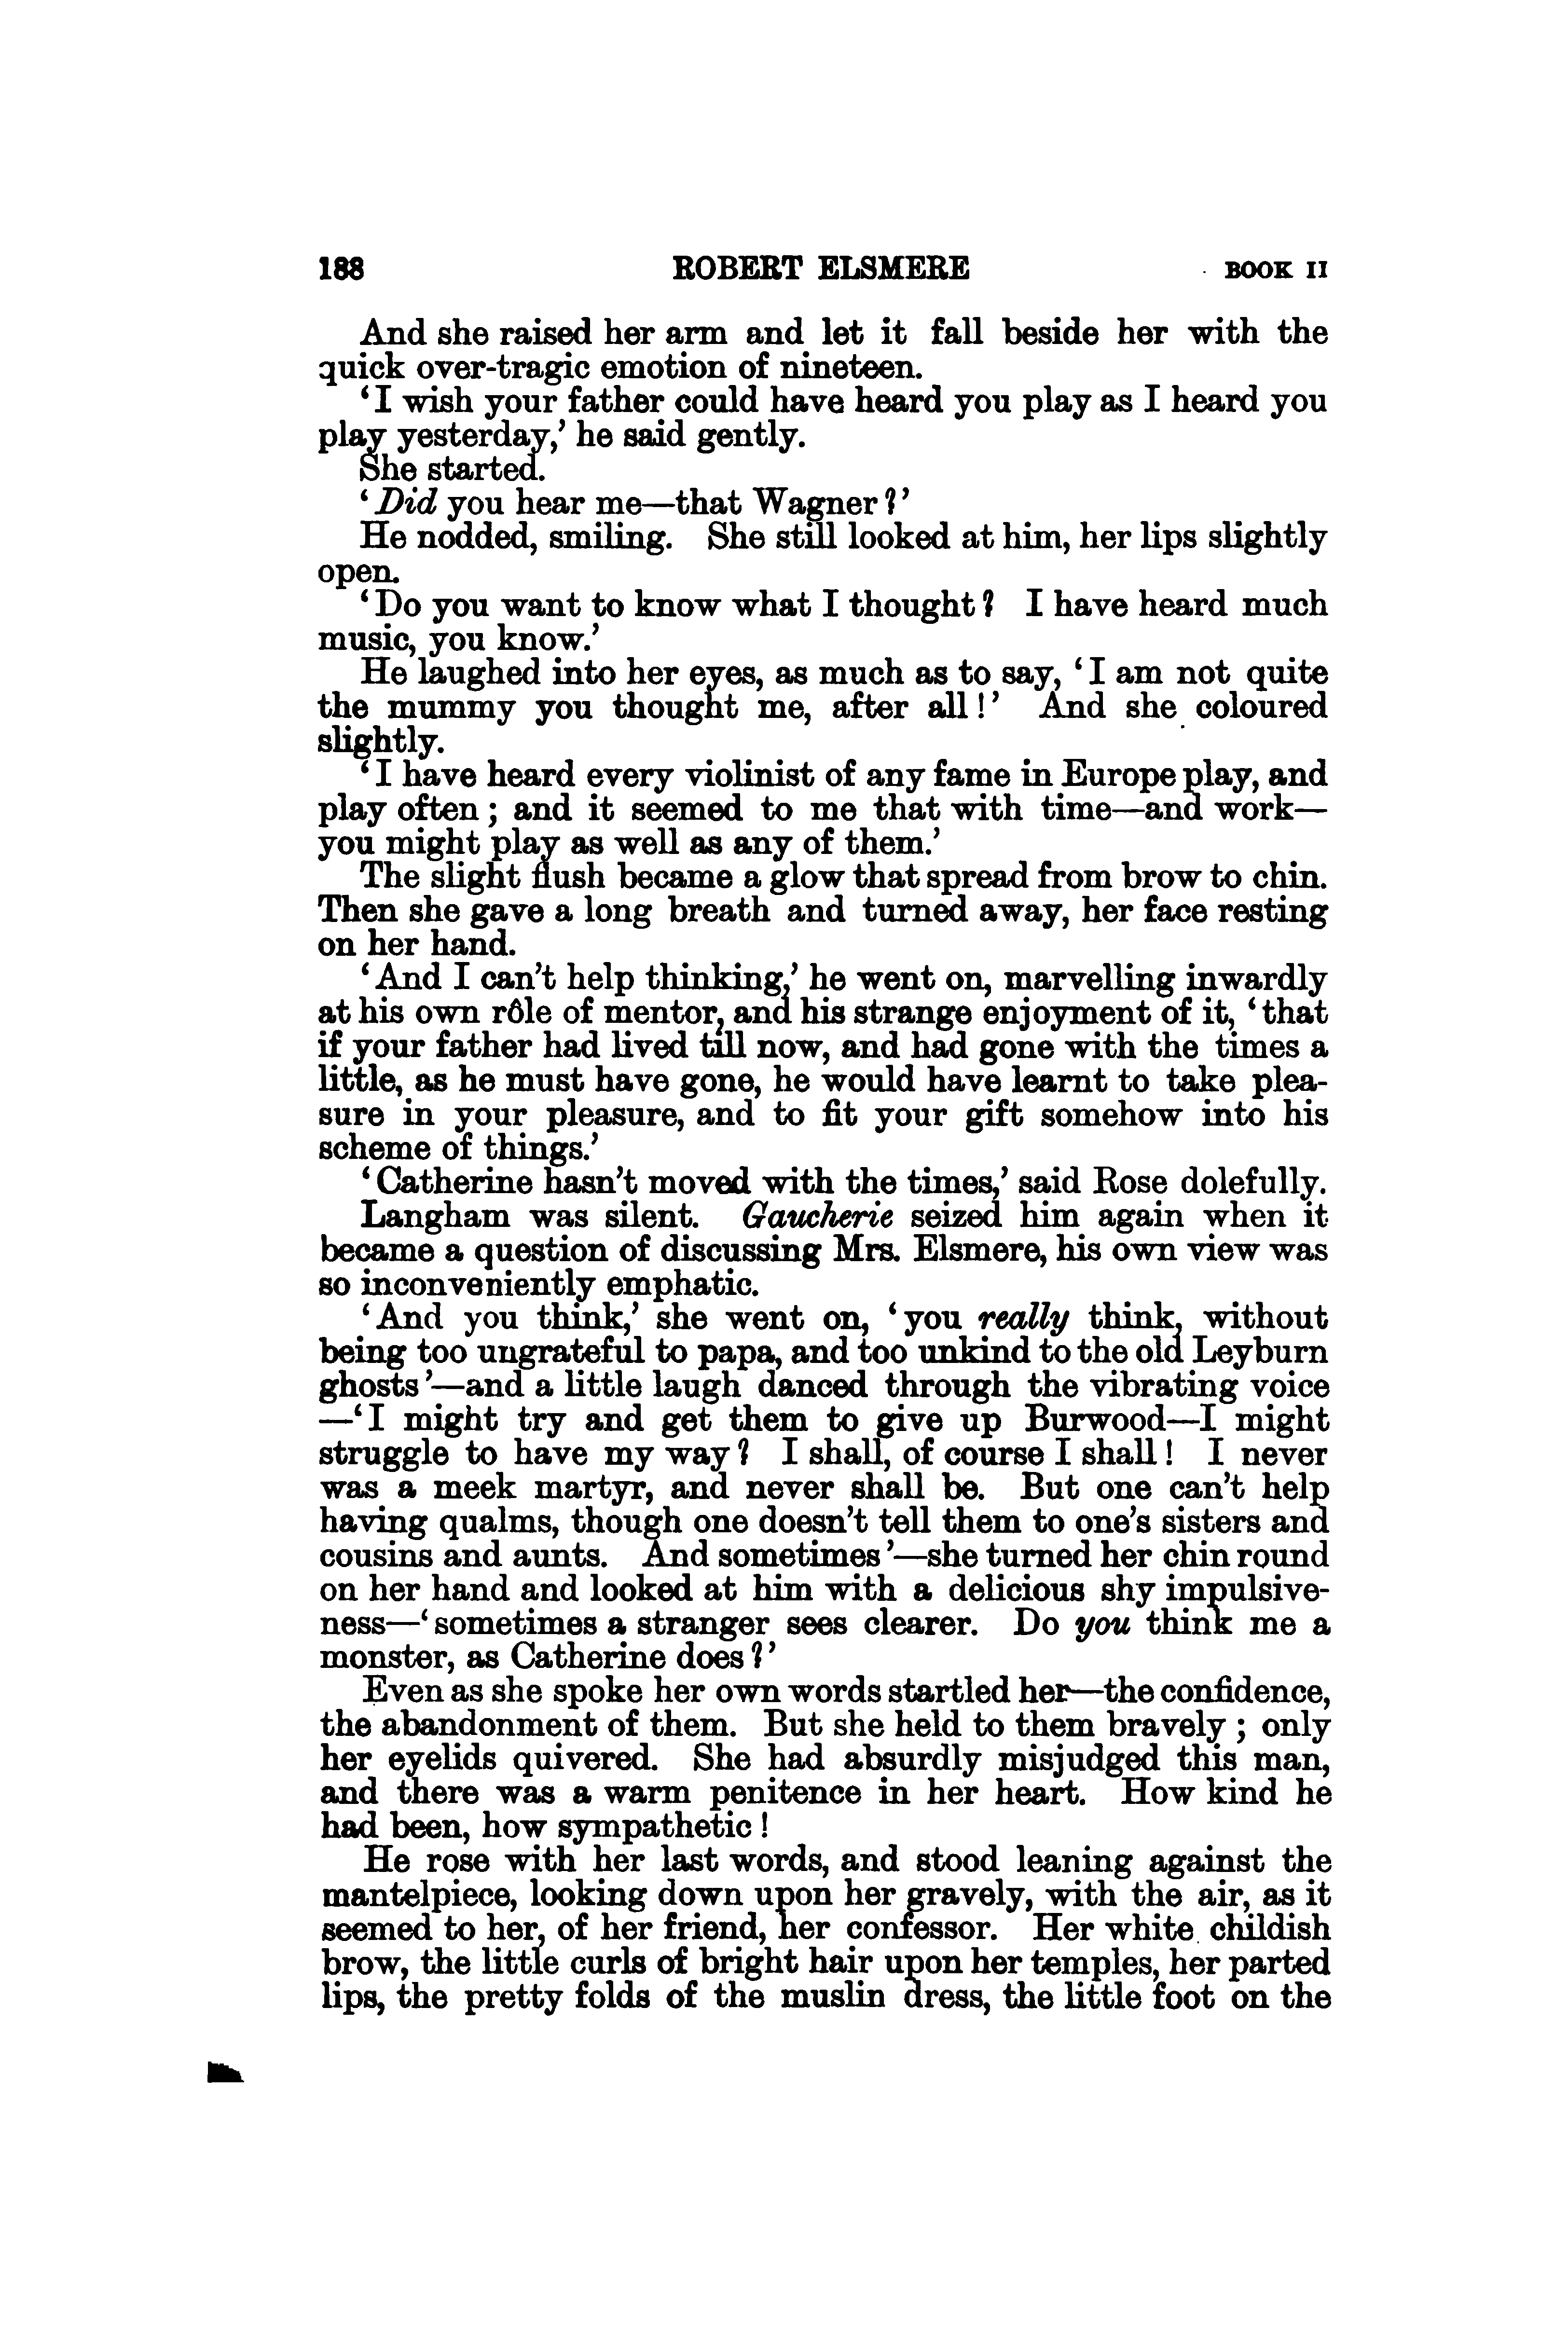 188 ROBERT ELSMERE BOOK II
And she raised her arm and let it fall beside her with the
quick over-tragic emotion of nineteen.
‘I wish your father could have heard you play as I heard you
play yesterday,’ he said gently.
She started.
‘Did you hear me—that Wagner?’
He nodded, smiling. She still looked at him, her lips slightly
open.
‘Do you want to know what I thought? I have heard much
music, you know.’
He laughed into her eyes, as much as to say, ‘I am not quite
the mummy you thought me, after all!’ And she coloured
slightly.
‘I have heard every violinist of any fame in Europe play, and
play often; and it seemed to me that with time—and work—
you might play as well as any of them.’
The slight flush became a glow that spread from brow to chin.
Then she gave a long breath and turned away, her face resting
on her hand.
‘And I can’t help thinking,’ he went on, marvelling inwardly
at his own rôle of mentor, and his strange enjoyment of it, ‘that
if your father had lived till now, and had gone with the times a
little, as he must have gone, he would have learnt to take plea-
sure in your pleasure, and to fit your gift somehow into his
scheme of things.’
‘Catherine hasn’t moved with the times,’ said Rose dolefully.
Langham was silent. Gaucherie seized him again when it
became a question of discussing Mrs. Elsmere, his own view was
so inconveniently emphatic.
‘And you think,’ she went on, ‘you really think, without
being too ungrateful to papa, and too unkind to the old Leyburn
ghosts’—and a little laugh danced through the vibrating voice
—‘I might try and get them to give up Burwood—I might
struggle to have my way? I shall, of course I shall! I never
was a meek martyr, and never shall be. But one can’t help
having qualms, though one doesn’t tell them to one’s sisters and
cousins and aunts. And sometimes’—she turned her chin round
on her hand and looked at him with a delicious shy impulsive-
ness—‘sometimes a stranger sees clearer. Do you think me a
monster, as Catherine does?’
Even as she spoke her own words startled her—the confidence,
the abandonment of them. But she held to them bravely; only
her eyelids quivered. She had absurdly misjudged this man,
and there was a warm penitence in her heart. How kind he
had been, how sympathetic!
He rose with her last words, and stood leaning against the
mantelpiece, looking down upon her gravely, with the air, as it
seemed to her, of her friend, her confessor. Her white childish
brow, the little curls of bright hair upon her temples, her parted
lips, the pretty folds of the muslin dress, the little foot on the